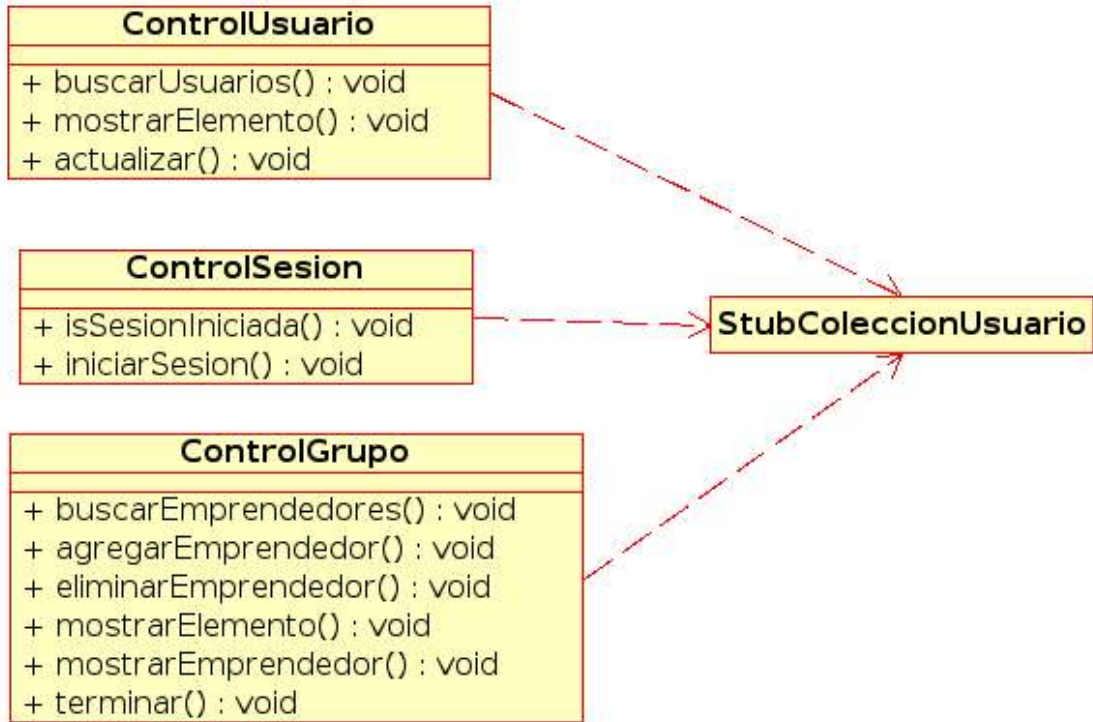 ControlUsuario
+ buscarUsuarios() : void
+ mostrarElemento() : void
+ actualizar() : void
ControlSesion
+ isSesionIniciada() : void
+ iniciarSesion() : void
StubColeccionUsuario
ControlGrupo
+ buscarEmprendedores() : void
+ agregarEmprendedor() : void
+ eliminarEmprendedor() : void
+ mostrarElemento() : void
+ mostrarEmprendedor() : void
+ terminar() : void